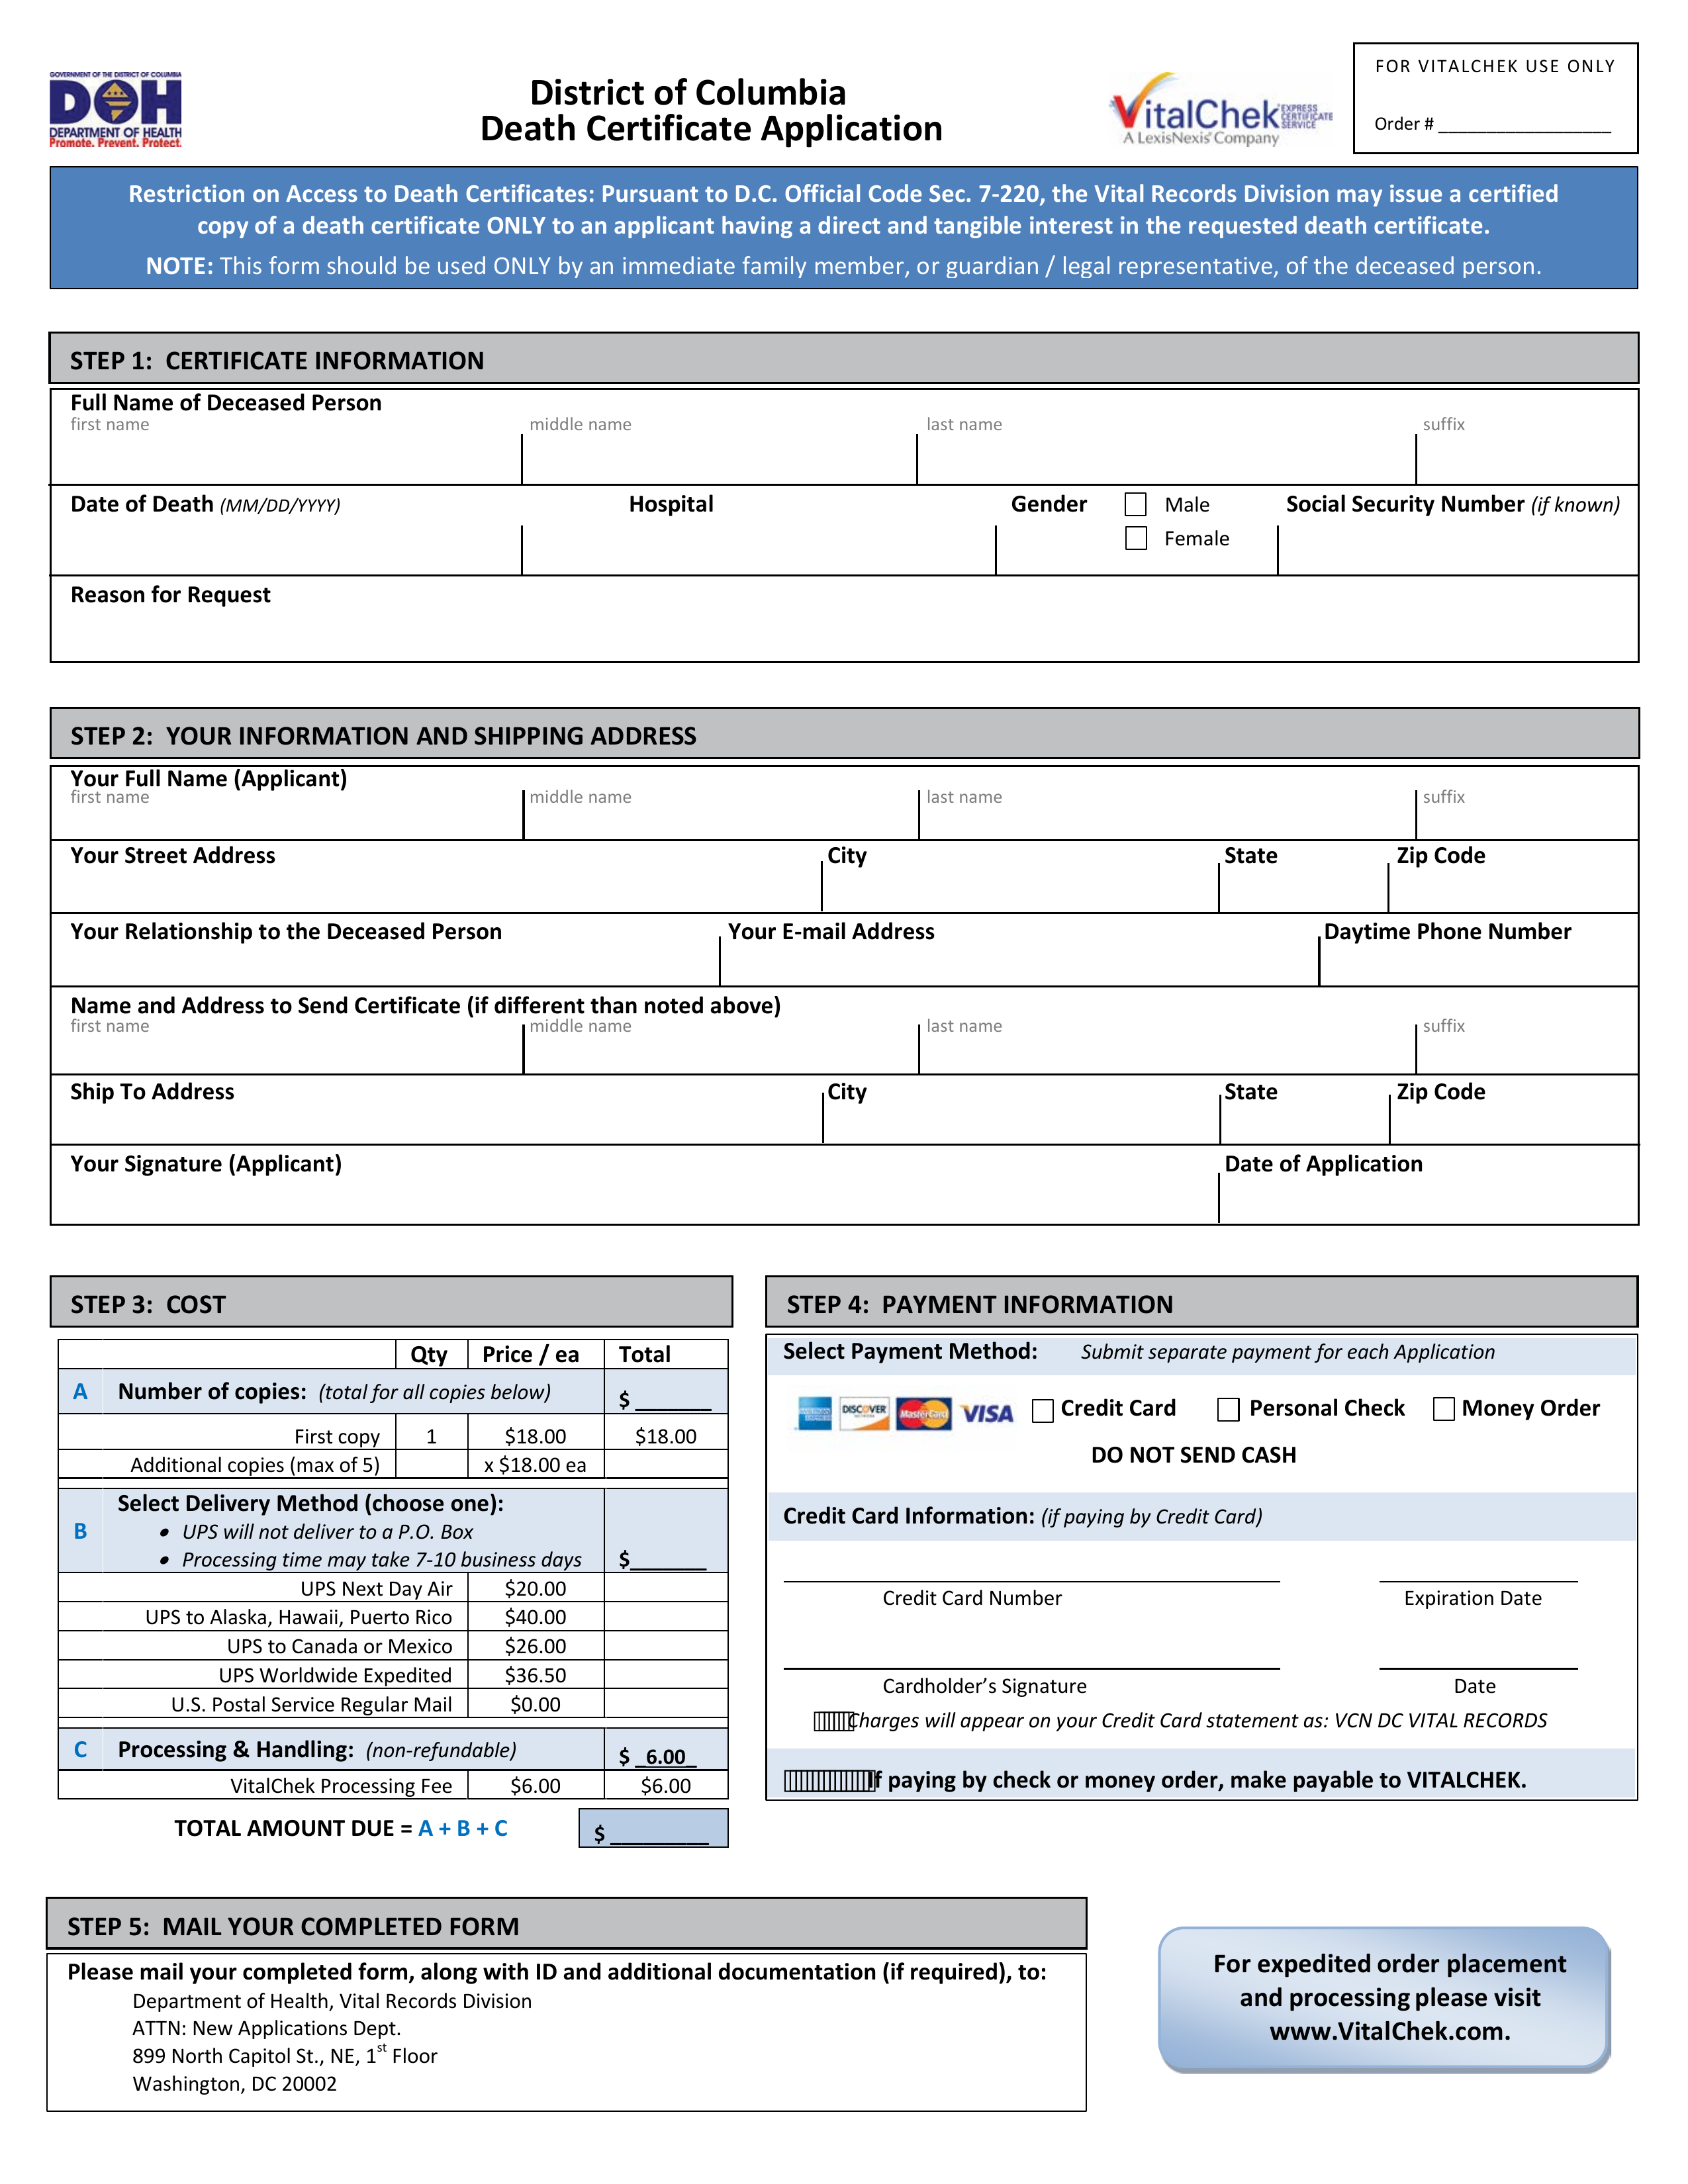 GOVERNMENT OF THE DISTRICT OF COLUMBIA
DOH
DEPARTMENT OF HEALTH
Promote. Prevent. Protect.
District of Columbia
Death Certificate Application
VitalChek EXPRESS CERTIFICATE SERVICE
A LexisNexis Company
FOR VITALCHEK USE ONLY
Order # __________________
Restriction on Access to Death Certificates: Pursuant to D.C. Official Code Sec. 7-220, the Vital Records Division may issue a certified
copy of a death certificate ONLY to an applicant having a direct and tangible interest in the requested death certificate.
NOTE: This form should be used ONLY by an immediate family member, or guardian / legal representative, of the deceased person.
STEP 1: CERTIFICATE INFORMATION
Full Name of Deceased Person
first name middle name last name suffix
Date of Death (MM/DD/YYYY) Hospital Gender Male Social Security Number (if known)
Female
Reason for Request
STEP 2: YOUR INFORMATION AND SHIPPING ADDRESS
Your Full Name (Applicant)
first name middle name last name suffix
Your Street Address City State Zip Code
Your Relationship to the Deceased Person Your E-mail Address Daytime Phone Number
Name and Address to Send Certificate (if different than noted above)
first name middle name last name suffix
Ship To Address City State Zip Code
Your Signature (Applicant) Date of Application
STEP 3: COST
Qty Price / ea Total
A Number of copies: (total for all copies below) $ _______
First copy 1 $18.00 $18.00
Additional copies (max of 5) x $18.00 ea
B Select Delivery Method (choose one):
• UPS will not deliver to a P.O. Box
• Processing time may take 7-10 business days $_______
UPS Next Day Air $20.00
UPS to Alaska, Hawaii, Puerto Rico $40.00
UPS to Canada or Mexico $26.00
UPS Worldwide Expedited $36.50
U.S. Postal Service Regular Mail $0.00
C Processing & Handling: (non-refundable) $ _6.00_
VitalChek Processing Fee $6.00 $6.00
TOTAL AMOUNT DUE = A + B + C $ _________
STEP 4: PAYMENT INFORMATION
Select Payment Method: Submit separate payment for each Application
AMERICAN EXPRESS DISCOVER NETWORK MasterCard VISA Credit Card Personal Check Money Order
DO NOT SEND CASH
Credit Card Information: (if paying by Credit Card)
Credit Card Number Expiration Date
Cardholder’s Signature Date
Charges will appear on your Credit Card statement as: VCN DC VITAL RECORDS
If paying by check or money order, make payable to VITALCHEK.
STEP 5: MAIL YOUR COMPLETED FORM
Please mail your completed form, along with ID and additional documentation (if required), to:
Department of Health, Vital Records Division
ATTN: New Applications Dept.
899 North Capitol St., NE, 1st Floor
Washington, DC 20002
For expedited order placement
and processing please visit
www.VitalChek.com.